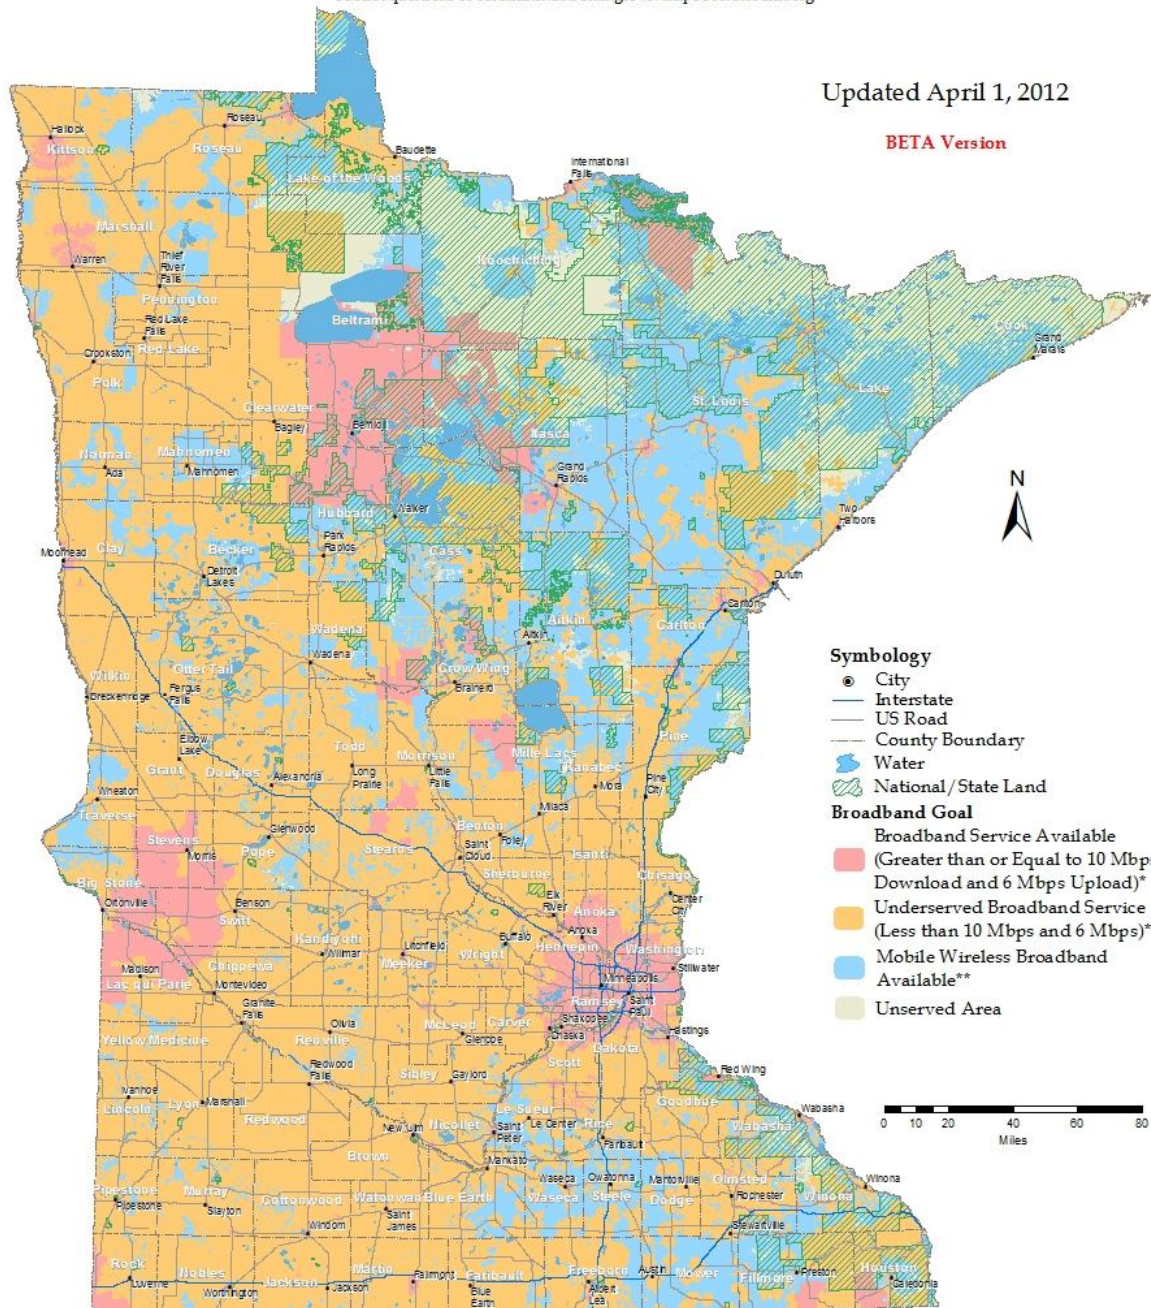 Updated April 1, 2012
BETA Version
Hallock
Kittson
Roseau
Roseau
Baudette
Lake of the Woods
International
Falls
Marshall
Warren
Thief
River
Falls
Pennington
Koochiching
Beltrami
Red Lake
Falls
Red Lake
Crookston
Polk
Cook
Grand
Marais
Lake
St. Louis
Clearwater
Bagley
Bemidji
Itasca
Grand
Rapids
Norman
Ada
Mahnomen
Mahnomen
Hubbard
Walker
Park
Rapids
Two
Harbors
N
Moorhead
Clay
Becker
Detroit
Lakes
Cass
Duluth
Carlton
Carlton
Aitkin
Aitkin
Wadena
Wadena
Crow Wing
Brainerd
Wilkin
Breckenridge
Otter Tail
Fergus
Falls
Symbology
City
Interstate
US Road
County Boundary
Water
National/State Land
Broadband Goal
Broadband Service Available
(Greater than or Equal to 10 Mbps
Download and 6 Mbps Upload)*
Underserved Broadband Service
(Less than 10 Mbps and 6 Mbps)*
Mobile Wireless Broadband
Available**
Unserved Area
Elbow
Lake
Grant
Douglas
Alexandria
Todd
Long
Prairie
Morrison
Little
Falls
Mille Lacs
Kanabec
Mora
Pine
Pine
City
Wheaton
Traverse
Stevens
Morris
Glenwood
Pope
Stearns
Benton
Foley
Milaca
Saint
Cloud
Isanti
Sherburne
Chisago
Center
City
Big Stone
Ortonville
Benson
Swift
Elk
River
Anoka
Anoka
Kandiyohi
Willmar
Litchfield
Meeker
Wright
Buffalo
Hennepin
Washington
Stillwater
Minneapolis
Ramsey
Saint
Paul
Madison
Lac qui Parle
Chippewa
Montevideo
Granite
Falls
Yellow Medicine
Olivia
Renville
McLeod
Glencoe
Carver
Shakopee
Chaska
Scott
Dakota
Hastings
Redwood
Falls
Sibley
Gaylord
Red Wing
Goodhue
Ivanhoe
Lincoln
Lyon
Marshall
Redwood
Le Sueur
Le Center
Rice
Faribault
Wabasha
Wabasha
New Ulm
Nicollet
Saint
Peter
Mankato
Brown
0 10 20 40 60 80
Miles
Pipestone
Pipestone
Murray
Slayton
Cottonwood
Windom
Watonwan
Saint
James
Blue Earth
Waseca
Waseca
Owatonna
Steele
Mantorville
Dodge
Olmsted
Rochester
Winona
Winona
Stewartville
Rock
Luverne
Nobles
Worthington
Jackson
Jackson
Martin
Fairmont
Faribault
Blue
Earth
Freeborn
Albert
Lea
Austin
Mower
Fillmore
Preston
Houston
Caledonia